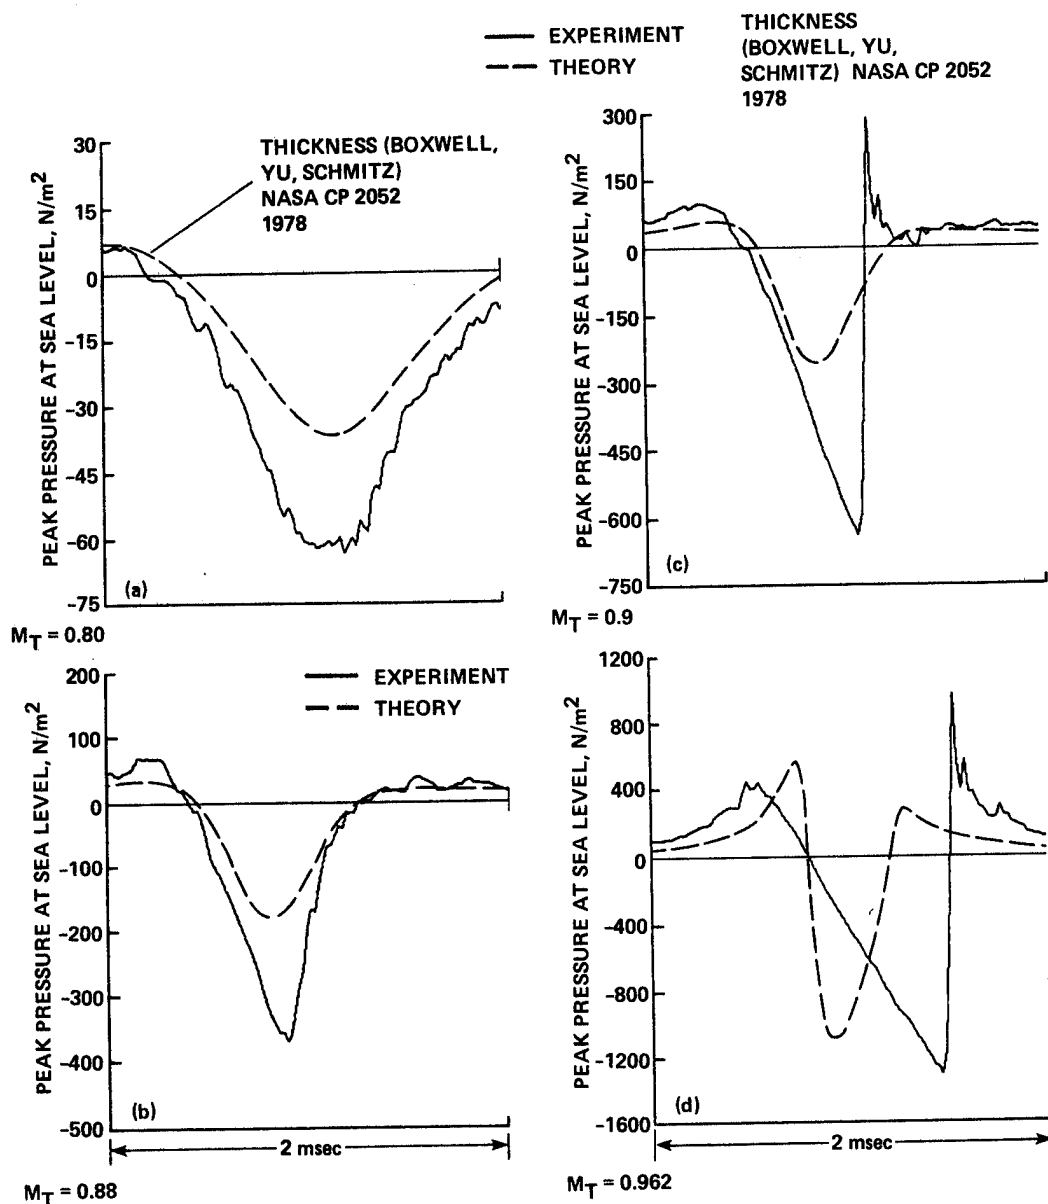 EXPERIMENT
THEORY
THICKNESS
(BOXWELL, YU,
SCHMITZ) NASA CP 2052
1978
PEAK PRESSURE AT SEA LEVEL, N/m²
30
15
0
-15
-30
-45
-60
-75
THICKNESS (BOXWELL,
YU, SCHMITZ)
NASA CP 2052
1978
(a)
M_T = 0.80
PEAK PRESSURE AT SEA LEVEL, N/m²
300
150
0
-150
-300
-450
-600
-750
(c)
M_T = 0.9
PEAK PRESSURE AT SEA LEVEL, N/m²
200
100
0
-100
-200
-300
-400
-500
EXPERIMENT
THEORY
(b)
2 msec
M_T = 0.88
PEAK PRESSURE AT SEA LEVEL, N/m²
1200
800
400
0
-400
-800
-1200
-1600
(d)
2 msec
M_T = 0.962